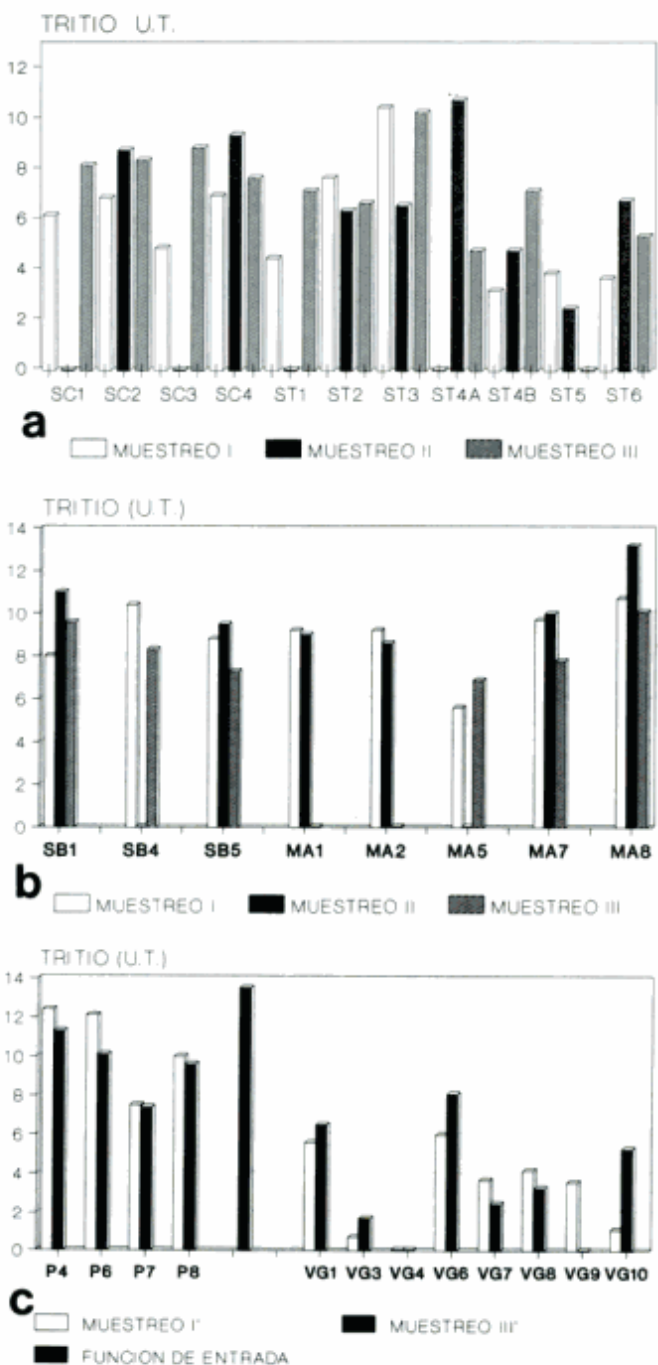 TRITIO U.T.
12
10
8
6
4
2
0
SC1 SC2 SC3 SC4 ST1 ST2 ST3 ST4A ST4B ST5 ST6
a
MUESTREO I MUESTREO II MUESTREO III
TRITIO (U.T.)
14
12
10
8
6
4
2
0
SB1 SB4 SB5 MA1 MA2 MA5 MA7 MA8
b
MUESTREO I MUESTREO II MUESTREO III
TRITIO (U.T.)
14
12
10
8
6
4
2
0
P4 P6 P7 P8 VG1 VG3 VG4 VG6 VG7 VG8 VG9 VG10
c
MUESTREO I' MUESTREO III'
FUNCION DE ENTRADA